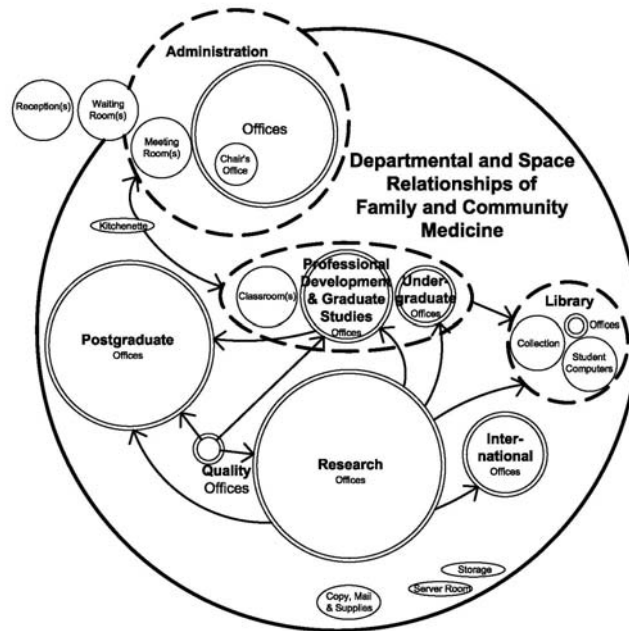 Administration
Reception(s)
Waiting
Room(s)
Meeting
Room(s)
Offices
Chair's
Office
Departmental and Space
Relationships of
Family and Community
Medicine
Kitchenette
Classroom(s)
Professional
Development
& Graduate
Studies
Offices
Under-
graduate
Offices
Library
Offices
Collection
Student
Computers
Postgraduate
Offices
Quality
Offices
Research
Offices
Inter-
national
Offices
Storage
Server Room
Copy, Mail
& Supplies